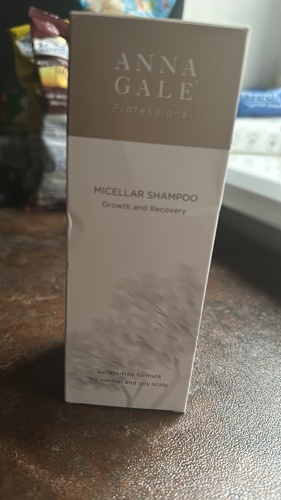 ANNA
GALE
Professional
MICELLAR SHAMPOO
Growth and Recovery
sulfate-free formula
for normal and oily scalp